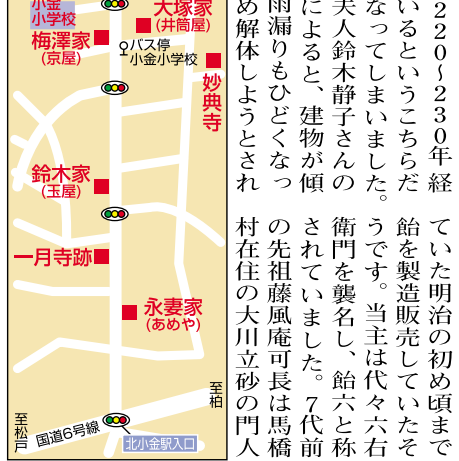 220〜230年経
いるというこちらだ
なってしまいました。
夫人鈴木静子さんの
によると、建物が傾
雨漏りもひどくなっ
め解体しようとされ
ていた明治の初め頃まで
飴を製造販売していたそ
うです。当主は代々六右
衛門を襲名し、飴六と称
されていました。7代前
の先祖藤風庵可長は馬橋
村在住の大川立砂の門人
小金
小学校
大塚家
(井筒屋)
梅澤家
(京屋)
バス停
小金小学校
妙典寺
鈴木家
(玉屋)
一月寺跡
永妻家
(あめや)
至柏
至松戸
国道6号線
北小金駅入口